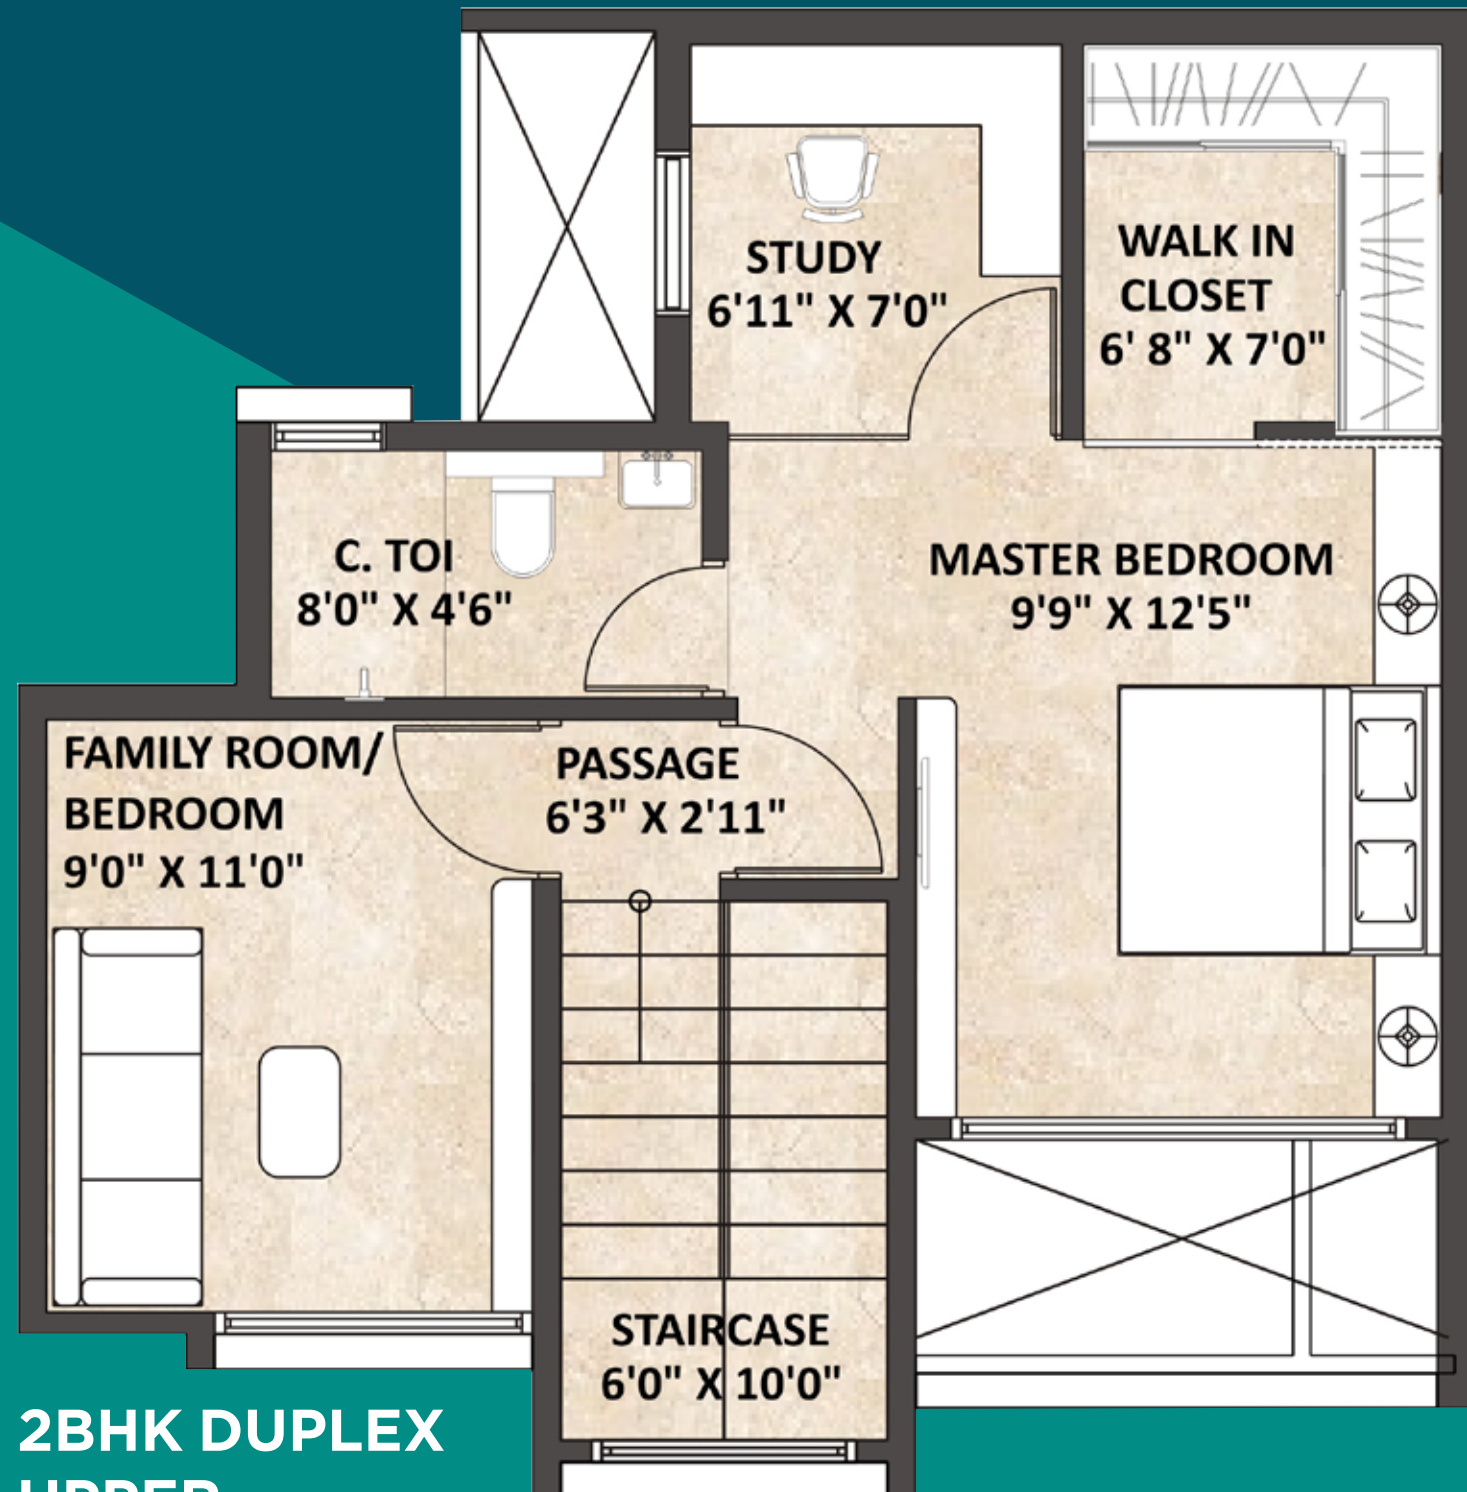 STUDY
6'11" X 7'0"
WALK IN
CLOSET
6' 8" X 7'0"
C. TOI
8'0" X 4'6"
MASTER BEDROOM
9'9" X 12'5"
FAMILY ROOM/
BEDROOM
9'0" X 11'0"
PASSAGE
6'3" X 2'11"
STAIRCASE
6'0" X 10'0"
2BHK DUPLEX
UPPER